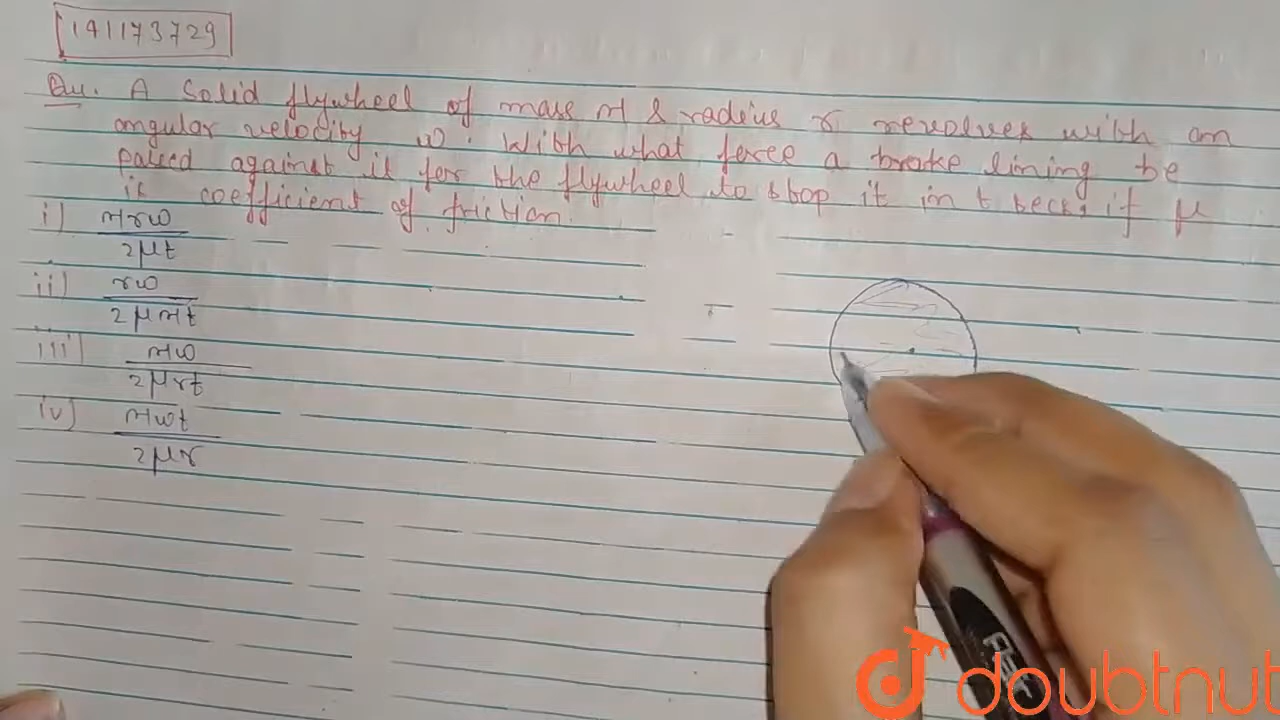 141173729
Que. A Solid flywheel of mass M & radius r revolves with an
angular velocity ω. With what force a brake lining be
palced against it for the flywheel to stop it in t secs, if μ
is coefficient of friction.
i) Mrω
2μt
ii) rω
2μMt
iii) Mω
2μrt
iv) Mωt
2μr
doubtnut